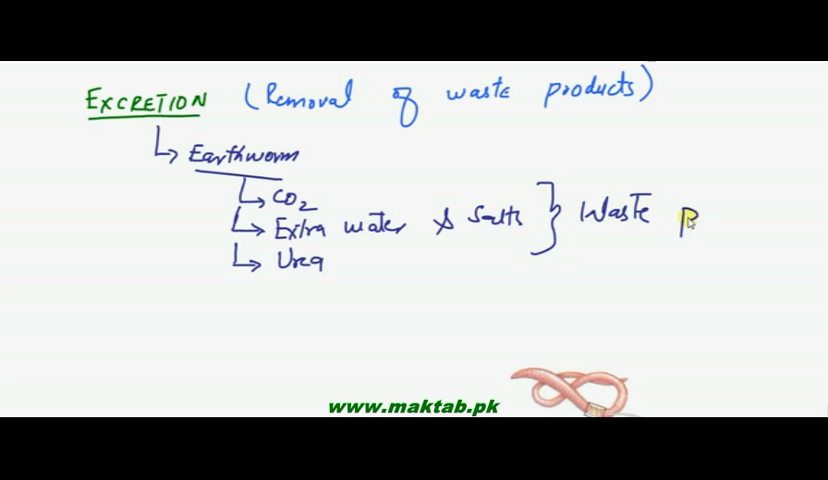 EXCRETION (Removal of waste products)
Earthworm
CO2
Extra water & Salts } Waste P
Urea
www.maktab.pk